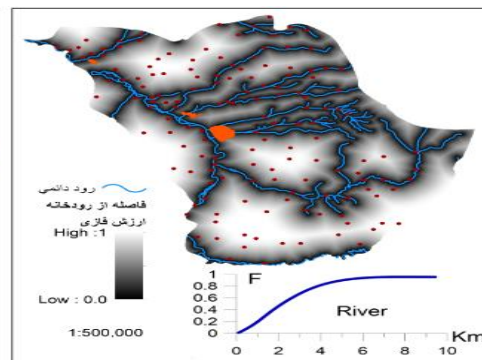 رود دائمی
فاصله از رودخانه
ارزش فازی
High :1
Low : 0.0
1:500,000
F
1
0.8
0.6
0.4
0.2
0
River
0 2 4 6 8 10
Km